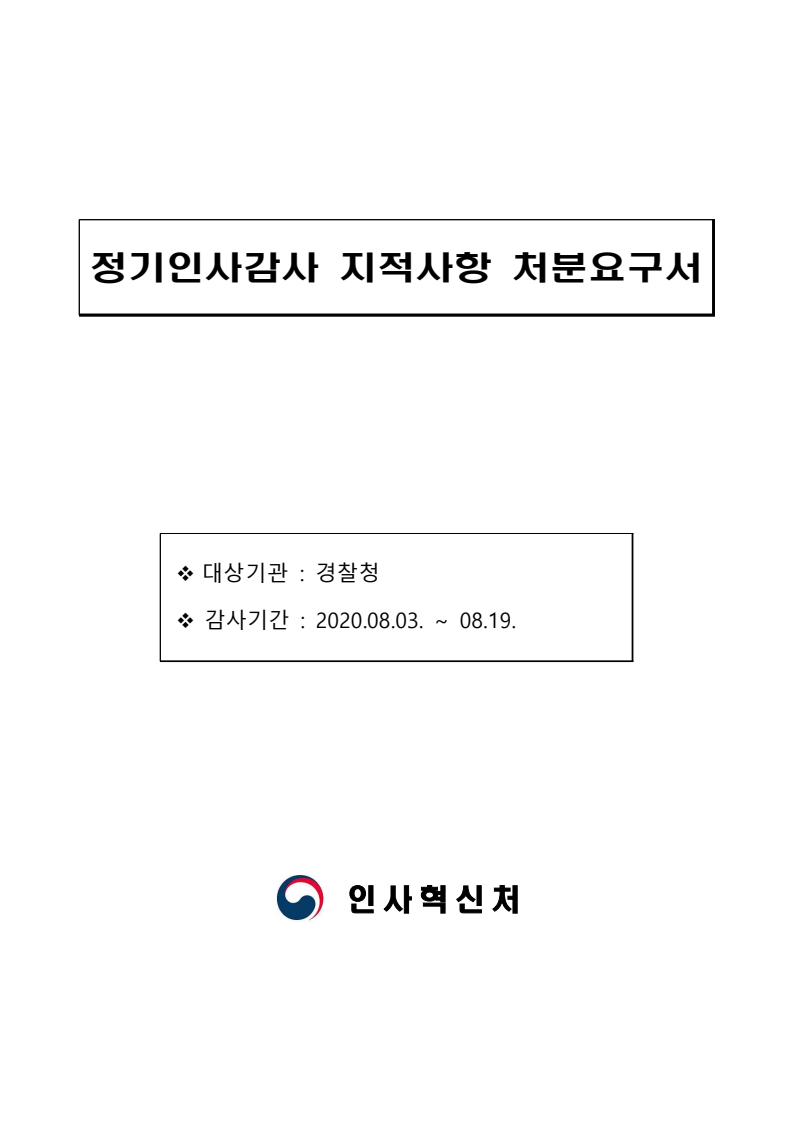 정기인사감사 지적사항 처분요구서
❖ 대상기관 : 경찰청
❖ 감사기간 : 2020.08.03. ~ 08.19.
인사혁신처